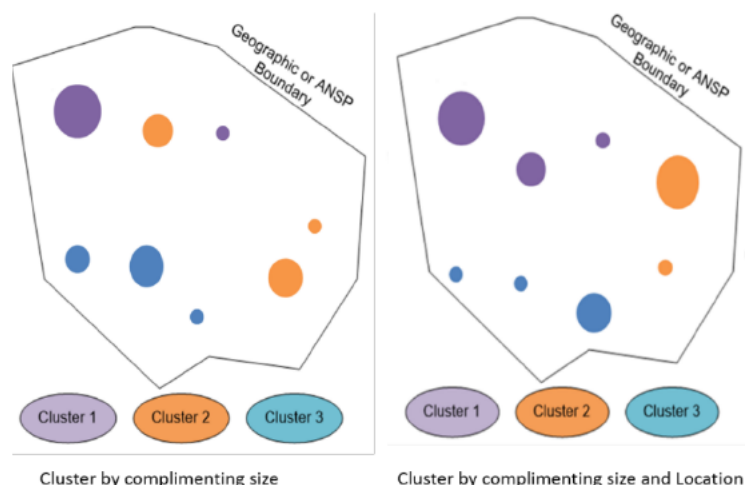 Geographic or ANSP
Boundary
Geographic or ANSP
Boundary
Cluster 1
Cluster 2
Cluster 3
Cluster 1
Cluster 2
Cluster 3
Cluster by complimenting size
Cluster by complimenting size and Location